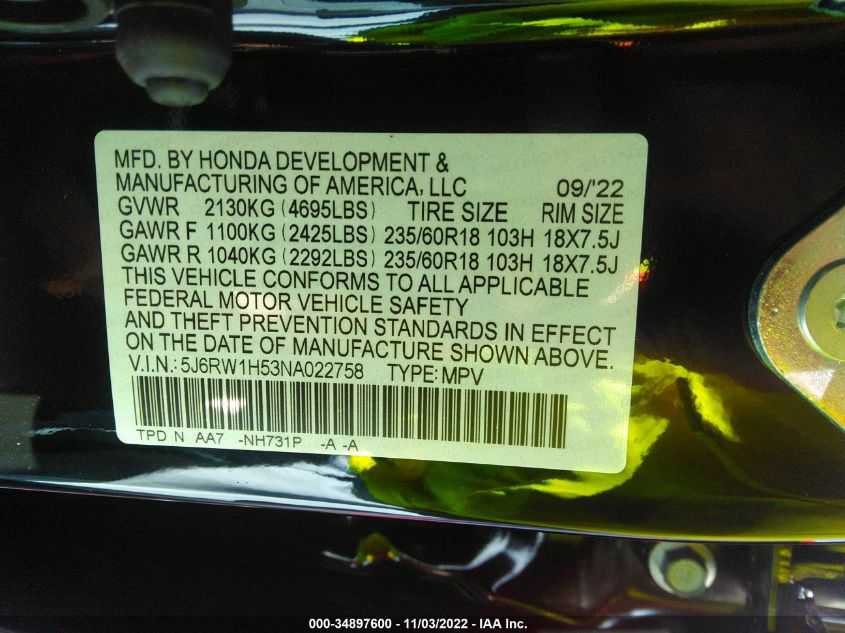 MFD. BY HONDA DEVELOPMENT &
MANUFACTURING OF AMERICA, LLC 09/'22
GVWR 2130KG (4695LBS) TIRE SIZE RIM SIZE
GAWR F 1100KG (2425LBS) 235/60R18 103H 18X7.5J
GAWR R 1040KG (2292LBS) 235/60R18 103H 18X7.5J
THIS VEHICLE CONFORMS TO ALL APPLICABLE
FEDERAL MOTOR VEHICLE SAFETY
AND THEFT PREVENTION STANDARDS IN EFFECT
ON THE DATE OF MANUFACTURE SHOWN ABOVE.
V.I.N.: 5J6RW1H53NA022758 TYPE: MPV
TPD N AA7 -NH731P -A -A
000-34897600 - 11/03/2022 - IAA Inc.